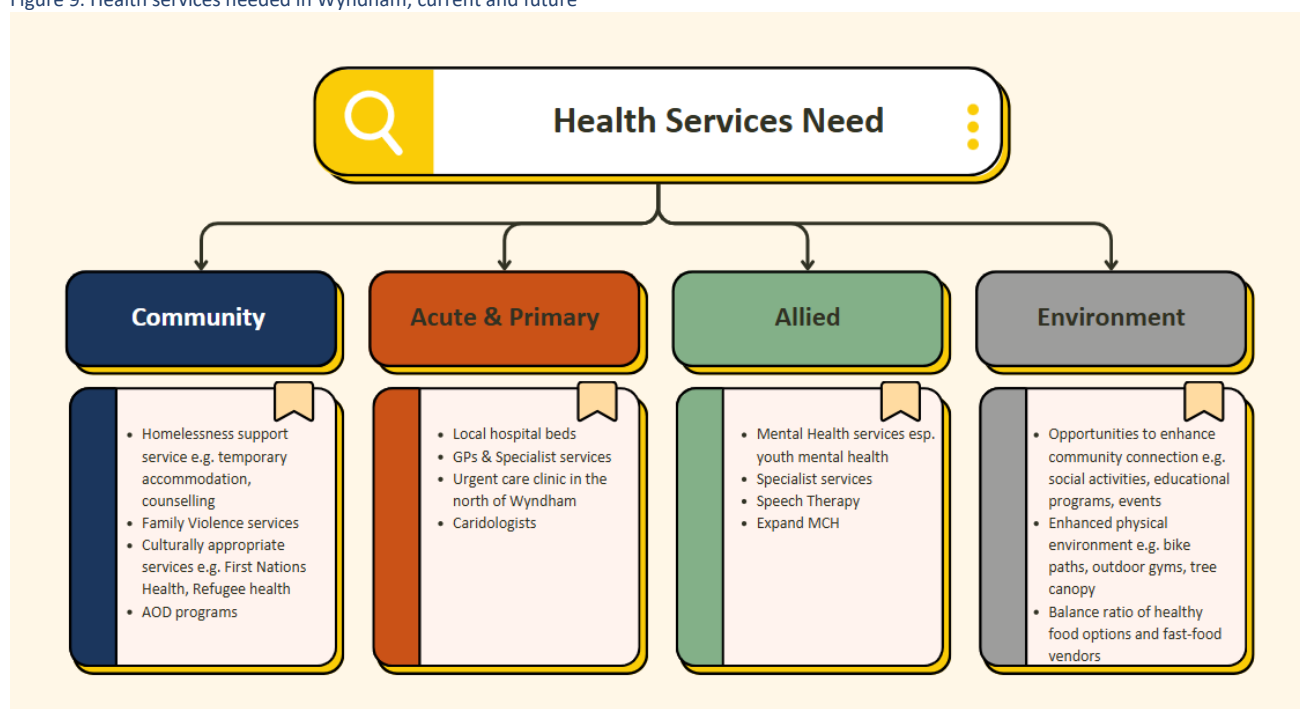 Figure 9: Health services needed in Wyndham, current and future
Health Services Need
Community
Acute & Primary
Allied
Environment
• Homelessness support
service e.g. temporary
accommodation,
counselling
• Family Violence services
• Culturally appropriate
services e.g. First Nations
Health, Refugee health
• AOD programs
• Local hospital beds
• GPs & Specialist services
• Urgent care clinic in the
north of Wyndham
• Caridologists
• Mental Health services esp.
youth mental health
• Specialist services
• Speech Therapy
• Expand MCH
• Opportunities to enhance
community connection e.g.
social activities, educational
programs, events
• Enhanced physical
environment e.g. bike
paths, outdoor gyms, tree
canopy
• Balance ratio of healthy
food options and fast-food
vendors